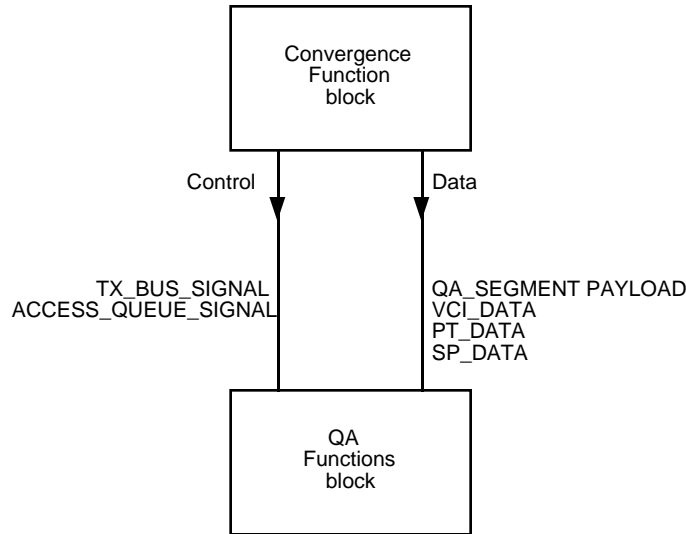 Convergence
Function
block
Control
Data
TX_BUS_SIGNAL
ACCESS_QUEUE_SIGNAL
QA_SEGMENT PAYLOAD
VCI_DATA
PT_DATA
SP_DATA
QA
Functions
block